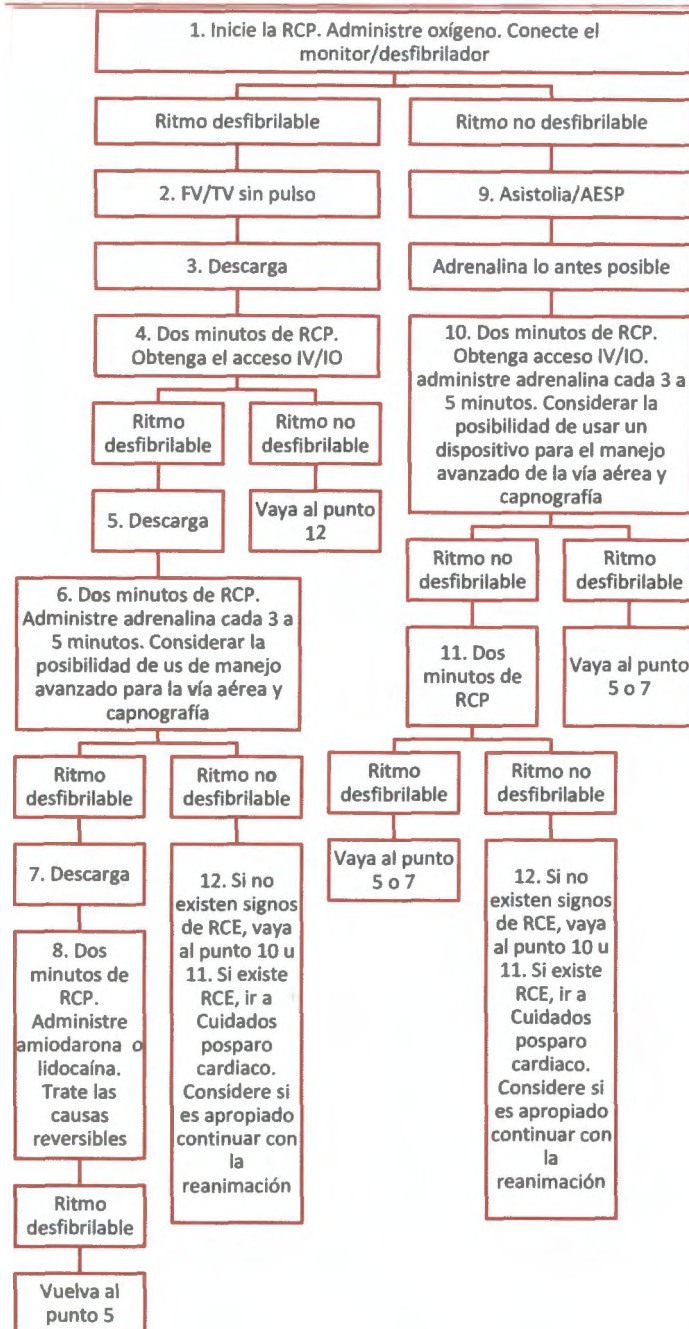 1. Inicie la RCP. Administre oxígeno. Conecte el
monitor/desfibrilador
Ritmo desfibrilable
Ritmo no desfibrilable
2. FV/TV sin pulso
9. Asistolia/AESP
3. Descarga
Adrenalina lo antes posible
4. Dos minutos de RCP.
Obtenga el acceso IV/IO
10. Dos minutos de RCP.
Obtenga acceso IV/IO.
administre adrenalina cada 3 a
5 minutos. Considerar la
posibilidad de usar un
dispositivo para el manejo
avanzado de la vía aérea y
capnografía
Ritmo
desfibrilable
Ritmo no
desfibrilable
5. Descarga
Vaya al punto
12
Ritmo no
desfibrilable
Ritmo
desfibrilable
6. Dos minutos de RCP.
Administre adrenalina cada 3 a
5 minutos. Considerar la
posibilidad de us de manejo
avanzado para la vía aérea y
capnografía
11. Dos
minutos de
RCP
Vaya al punto
5 o 7
Ritmo
desfibrilable
Ritmo no
desfibrilable
Ritmo
desfibrilable
Ritmo no
desfibrilable
7. Descarga
12. Si no
existen signos
de RCE, vaya
al punto 10 u
11. Si existe
RCE, ir a
Cuidados
posparo
cardiaco.
Considere si
es apropiado
continuar con
la
reanimación
Vaya al punto
5 o 7
12. Si no
existen signos
de RCE, vaya
al punto 10 u
11. Si existe
RCE, ir a
Cuidados
posparo
cardiaco.
Considere si
es apropiado
continuar con
la
reanimación
8. Dos
minutos de
RCP.
Administre
amiodarona o
lidocaína.
Trate las
causas
reversibles
Ritmo
desfibrilable
Vuelva al
punto 5